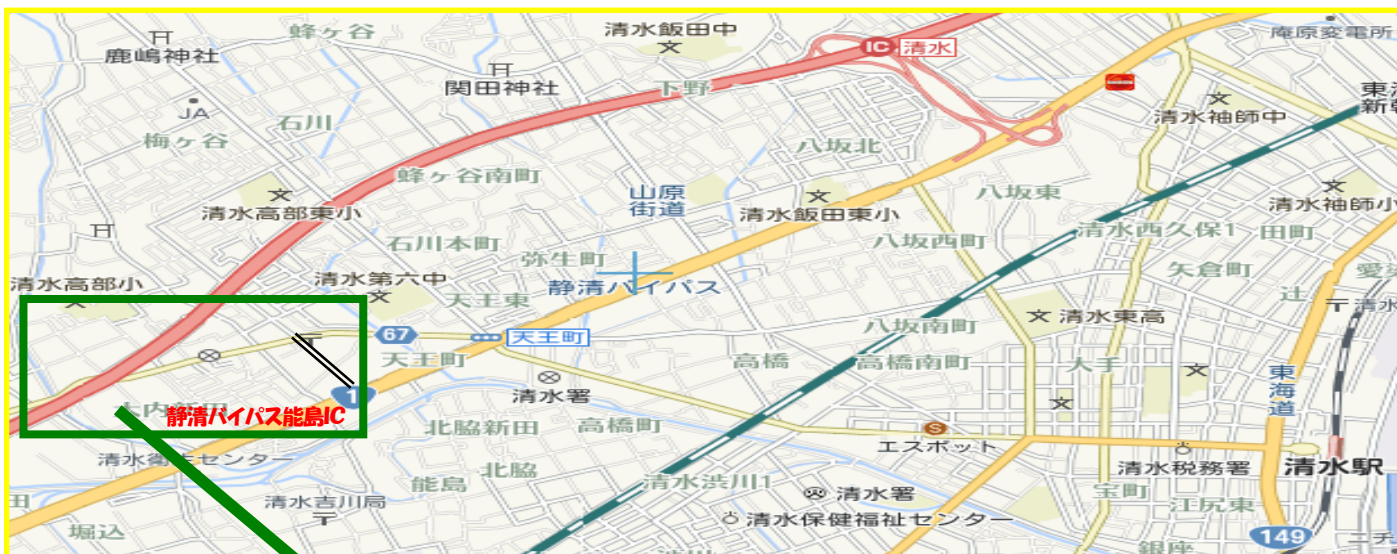 蜂ヶ谷
清水飯田中
IC 清水
庵原変電所
鹿嶋神社
関田神社
下野
東海
新幹
JA
石川
清水袖師中
梅ヶ谷
八坂北
蜂ヶ谷南町
山原
街道
八坂東
清水高部東小
清水飯田東小
清水袖師小
石川本町
八坂西町
清水西久保1
田町
弥生町
矢倉町
清水高部小
清水第六中
静清バイパス
天王東
辻
清水東高
八坂南町
67
天王町
天王町
高橋
高橋南町
大手
東海道
清水署
静清バイパス能島IC
北脇新田
高橋町
エスポット
清水衛生センター
北脇
清水税務署
清水駅
能島
清水渋川1
清水署
宝町
江尻東
清水吉川局
堀込
清水保健福祉センター
149
銀座